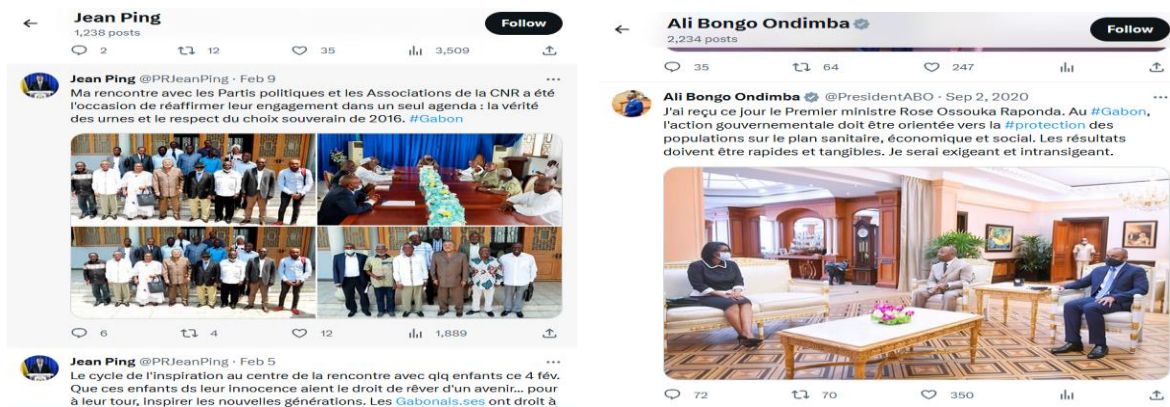 Jean Ping
1,238 posts
Follow
2 12 35 3,509
Jean Ping @PRJeanPing · Feb 9
Ma rencontre avec les Partis politiques et les Associations de la CNR a été
l'occasion de réaffirmer leur engagement dans un seul agenda : la vérité
des urnes et le respect du choix souverain de 2016. #Gabon
6 4 12 1,889
Jean Ping @PRJeanPing · Feb 5
Le cycle de l'inspiration au centre de la rencontre avec qlq enfants ce 4 fév.
Que ces enfants ds leur innocence aient le droit de rêver d'un avenir... pour
à leur tour, inspirer les nouvelles générations. Les Gabonais.ses ont droit à
Ali Bongo Ondimba
2,234 posts
Follow
35 64 247
Ali Bongo Ondimba @PresidentABO · Sep 2, 2020
J'ai reçu ce jour le Premier ministre Rose Ossouka Raponda. Au #Gabon,
l'action gouvernementale doit être orientée vers la #protection des
populations sur le plan sanitaire, économique et social. Les résultats
doivent être rapides et tangibles. Je serai exigeant et intransigeant.
72 70 350